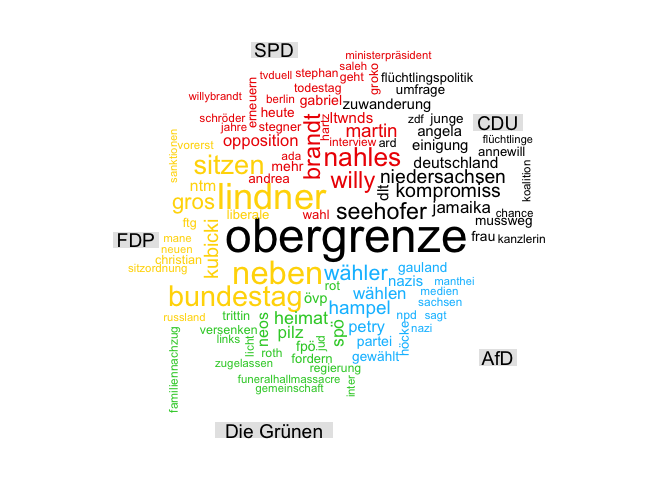 SPD
ministerpräsident
saleh
tvduell stephan geht groko flüchtlingspolitik
todestag umfrage
willybrandt erneuern berlin gabriel zuwanderung
schröder heute hartz ltwnds zdf junge CDU
jahre stegner brandt martin angela
sanktionen vorerst opposition interview ard einigung flüchtlinge
ada nahles annewill
sitzen mehr deutschland koalition
andrea willy niedersachsen
ntm dlt kompromiss
lindner
gros seehofer jamaika
liberale wahl chance
ftg mussweg
FDP mane kubicki obergrenze frau kanzlerin
neuen
christian
sitzordnung neben wähler gauland
nazis manthei
rot wählen medien
bundestag övp sachsen
trittin hampel
russland heimat npd sagt
versenken neos petry
links pilz spö nazi
licht jud partei höcke
fpö
roth gewählt AfD
familiennachzug zugelassen fordern
regierung
funeralhallmassacre
gemeinschaft inter
Die Grünen